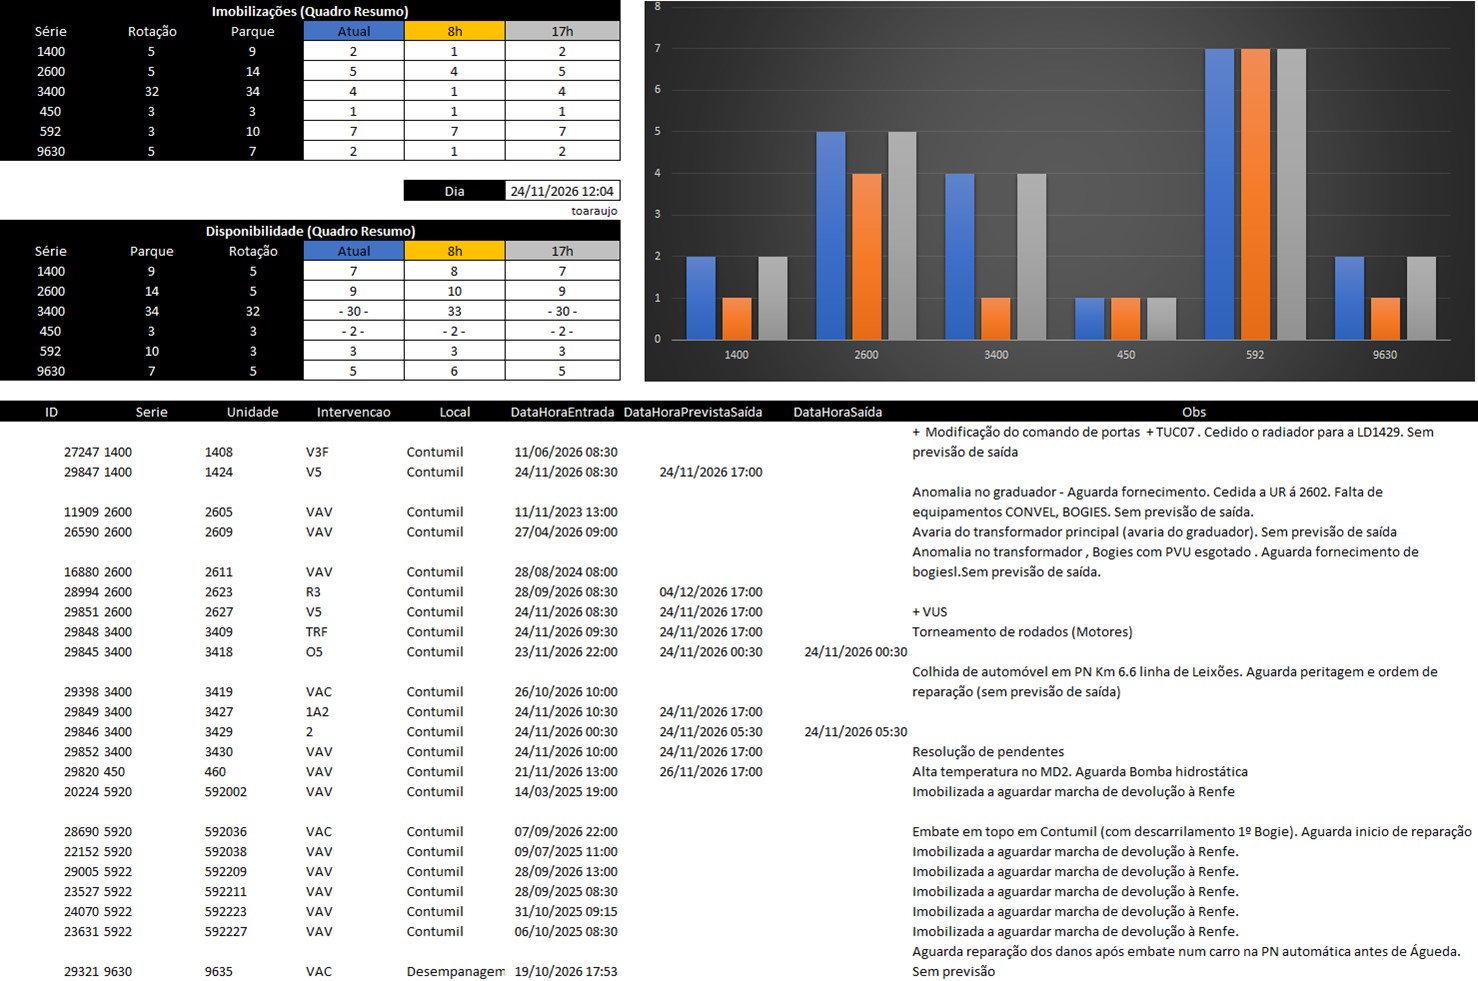 Imobilizações (Quadro Resumo)
Série Rotação Parque Atual 8h 17h
1400 5 9 2 1 2
2600 5 14 5 4 5
3400 32 34 4 1 4
450 3 3 1 1 1
592 3 10 7 7 7
9630 5 7 2 1 2
Dia 24/11/2026 12:04
toaraujo
Disponibilidade (Quadro Resumo)
Série Parque Rotação Atual 8h 17h
1400 9 5 7 8 7
2600 14 5 9 10 9
3400 34 32 - 30 - 33 - 30 -
450 3 3 - 2 - - 2 - - 2 -
592 10 3 3 3 3
9630 7 5 5 6 5
8
7
6
5
4
3
2
1
0
1400 2600 3400 450 592 9630
ID Serie Unidade Intervencao Local DataHoraEntrada DataHoraPrevistaSaída DataHoraSaída Obs
+ Modificação do comando de portas + TUC07 . Cedido o radiador para a LD1429. Sem
27247 1400 1408 V3F Contumil 11/06/2026 08:30 previsão de saída
29847 1400 1424 V5 Contumil 24/11/2026 08:30 24/11/2026 17:00
Anomalia no graduador - Aguarda fornecimento. Cedida a UR á 2602. Falta de
11909 2600 2605 VAV Contumil 11/11/2023 13:00 equipamentos CONVEL, BOGIES. Sem previsão de saída.
26590 2600 2609 VAV Contumil 27/04/2026 09:00 Avaria do transformador principal (avaria do graduador). Sem previsão de saída
Anomalia no transformador , Bogies com PVU esgotado . Aguarda fornecimento de
16880 2600 2611 VAV Contumil 28/08/2024 08:00 bogiesl.Sem previsão de saída.
28994 2600 2623 R3 Contumil 28/09/2026 08:30 04/12/2026 17:00
29851 2600 2627 V5 Contumil 24/11/2026 08:30 24/11/2026 17:00 + VUS
29848 3400 3409 TRF Contumil 24/11/2026 09:30 24/11/2026 17:00 Torneamento de rodados (Motores)
29845 3400 3418 O5 Contumil 23/11/2026 22:00 24/11/2026 00:30 24/11/2026 00:30
Colhida de automóvel em PN Km 6.6 linha de Leixões. Aguarda peritagem e ordem de
29398 3400 3419 VAC Contumil 26/10/2026 10:00 reparação (sem previsão de saída)
29849 3400 3427 1A2 Contumil 24/11/2026 10:30 24/11/2026 17:00
29846 3400 3429 2 Contumil 24/11/2026 00:30 24/11/2026 05:30 24/11/2026 05:30
29852 3400 3430 VAV Contumil 24/11/2026 10:00 24/11/2026 17:00 Resolução de pendentes
29820 450 460 VAV Contumil 21/11/2026 13:00 26/11/2026 17:00 Alta temperatura no MD2. Aguarda Bomba hidrostática
20224 5920 592002 VAV Contumil 14/03/2025 19:00 Imobilizada a aguardar marcha de devolução à Renfe
28690 5920 592036 VAC Contumil 07/09/2026 22:00 Embate em topo em Contumil (com descarrilamento 1º Bogie). Aguarda inicio de reparação
22152 5920 592038 VAV Contumil 09/07/2025 11:00 Imobilizada a aguardar marcha de devolução à Renfe.
29005 5922 592209 VAV Contumil 28/09/2026 13:00 Imobilizada a aguardar marcha de devolução à Renfe.
23527 5922 592211 VAV Contumil 28/09/2025 08:30 Imobilizada a aguardar marcha de devolução à Renfe.
24070 5922 592223 VAV Contumil 31/10/2025 09:15 Imobilizada a aguardar marcha de devolução à Renfe.
23631 5922 592227 VAV Contumil 06/10/2025 08:30 Imobilizada a aguardar marcha de devolução à Renfe.
Aguarda reparação dos danos após embate num carro na PN automática antes de Águeda.
29321 9630 9635 VAC Desempanagem 19/10/2026 17:53 Sem previsão